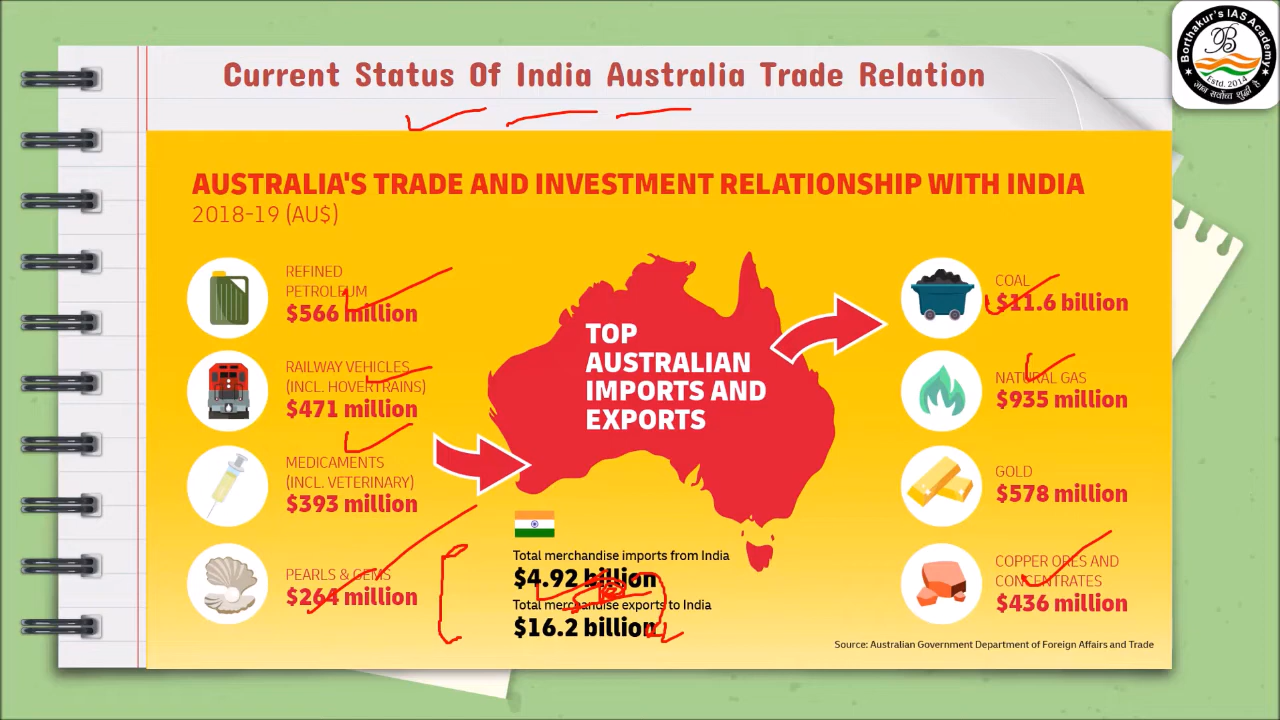 Current Status Of India Australia Trade Relation
Borthakur's IAS Academy
B
Estd. 2014
ज्ञान सर्वोच्च शुद्धी है
AUSTRALIA'S TRADE AND INVESTMENT RELATIONSHIP WITH INDIA
2018-19 (AU$)
REFINED
PETROLEUM
$566 million
RAILWAY VEHICLES
(INCL. HOVERTRAINS)
$471 million
MEDICAMENTS
(INCL. VETERINARY)
$393 million
PEARLS & GEMS
$264 million
TOP
AUSTRALIAN
IMPORTS AND
EXPORTS
Total merchandise imports from India
$4.92 billion
Total merchandise exports to India
$16.2 billion
COAL
$11.6 billion
NATURAL GAS
$935 million
GOLD
$578 million
COPPER ORES AND
CONCENTRATES
$436 million
Source: Australian Government Department of Foreign Affairs and Trade